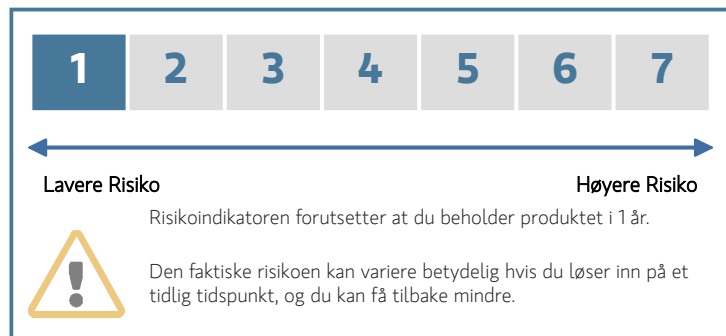 1 2 3 4 5 6 7
Lavere Risiko Høyere Risiko
Risikoindikatoren forutsetter at du beholder produktet i 1 år.
Den faktiske risikoen kan variere betydelig hvis du løser inn på et
tidlig tidspunkt, og du kan få tilbake mindre.